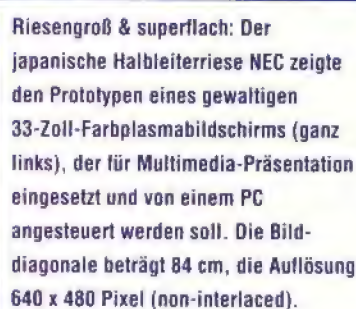 Riesengroß & superflach: Der
japanische Halbleiterriese NEC zeigte
den Prototypen eines gewaltigen
33-Zoll-Farbplasmabildschirms (ganz
links), der für Multimedia-Präsentation
eingesetzt und von einem PC
angesteuert werden soll. Die Bild-
diagonale beträgt 84 cm, die Auflösung
640 x 480 Pixel (non-interlaced).